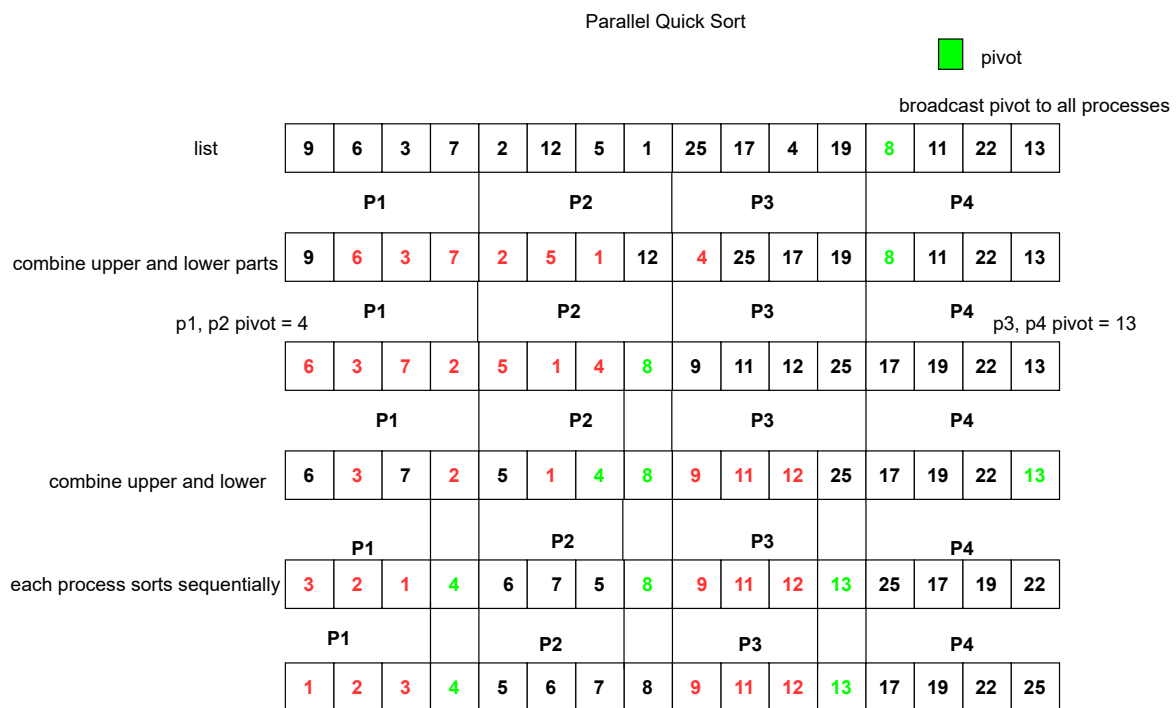 Parallel Quick Sort
pivot
broadcast pivot to all processes
list 9 6 3 7 2 12 5 1 25 17 4 19 8 11 22 13
P1 P2 P3 P4
combine upper and lower parts 9 6 3 7 2 5 1 12 4 25 17 19 8 11 22 13
P1 P2 P3 P4
p1, p2 pivot = 4 p3, p4 pivot = 13
6 3 7 2 5 1 4 8 9 11 12 25 17 19 22 13
P1 P2 P3 P4
combine upper and lower 6 3 7 2 5 1 4 8 9 11 12 25 17 19 22 13
P1 P2 P3 P4
each process sorts sequentially 3 2 1 4 6 7 5 8 9 11 12 13 25 17 19 22
P1 P2 P3 P4
1 2 3 4 5 6 7 8 9 11 12 13 17 19 22 25